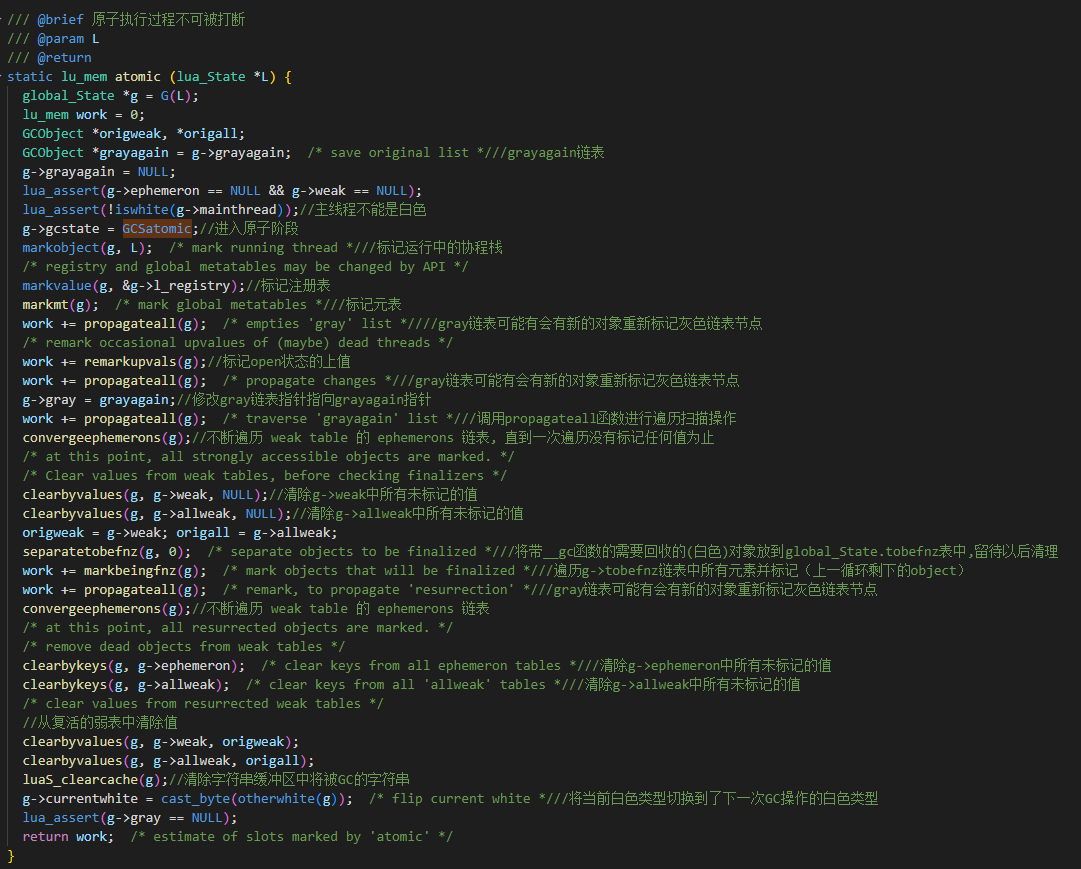 /// @brief 原子执行过程不可被打断
/// @param L
/// @return
static lu_mem atomic (lua_State *L) {
  global_State *g = G(L);
  lu_mem work = 0;
  GCObject *origweak, *origall;
  GCObject *grayagain = g->grayagain;  /* save original list *///grayagain链表
  g->grayagain = NULL;
  lua_assert(g->ephemeron == NULL && g->weak == NULL);
  lua_assert(!iswhite(g->mainthread));//主线程不能是白色
  g->gcstate = GCSatomic;//进入原子阶段
  markobject(g, L);  /* mark running thread *///标记运行中的协程栈
  /* registry and global metatables may be changed by API */
  markvalue(g, &g->l_registry);//标记注册表
  markmt(g);  /* mark global metatables *///标记元表
  work += propagateall(g);  /* empties 'gray' list *////gray链表可能有会有新的对象重新标记灰色链表节点
  /* remark occasional upvalues of (maybe) dead threads */
  work += remarkupvals(g);//标记open状态的上值
  work += propagateall(g);  /* propagate changes *///gray链表可能有会有新的对象重新标记灰色链表节点
  g->gray = grayagain;//修改gray链表指针指向grayagain指针
  work += propagateall(g);  /* traverse 'grayagain' list *///调用propagateall函数进行遍历扫描操作
  convergeephemerons(g);//不断遍历 weak table 的 ephemerons 链表, 直到一次遍历没有标记任何值为止
  /* at this point, all strongly accessible objects are marked. */
  /* Clear values from weak tables, before checking finalizers */
  clearbyvalues(g, g->weak, NULL);//清除g->weak中所有未标记的值
  clearbyvalues(g, g->allweak, NULL);//清除g->allweak中所有未标记的值
  origweak = g->weak; origall = g->allweak;
  separatetobefnz(g, 0);  /* separate objects to be finalized *///将带__gc函数的需要回收的(白色)对象放到global_State.tobefnz表中,留待以后清理
  work += markbeingfnz(g);  /* mark objects that will be finalized *///遍历g->tobefnz链表中所有元素并标记（上一循环剩下的object）
  work += propagateall(g);  /* remark, to propagate 'resurrection' *///gray链表可能有会有新的对象重新标记灰色链表节点
  convergeephemerons(g);//不断遍历 weak table 的 ephemerons 链表
  /* at this point, all resurrected objects are marked. */
  /* remove dead objects from weak tables */
  clearbykeys(g, g->ephemeron);  /* clear keys from all ephemeron tables *///清除g->ephemeron中所有未标记的值
  clearbykeys(g, g->allweak);  /* clear keys from all 'allweak' tables *///清除g->allweak中所有未标记的值
  /* clear values from resurrected weak tables */
  //从复活的弱表中清除值
  clearbyvalues(g, g->weak, origweak);
  clearbyvalues(g, g->allweak, origall);
  luaS_clearcache(g);//清除字符串缓冲区中将被GC的字符串
  g->currentwhite = cast_byte(otherwhite(g));  /* flip current white *///将当前白色类型切换到了下一次GC操作的白色类型
  lua_assert(g->gray == NULL);
  return work;  /* estimate of slots marked by 'atomic' */
}